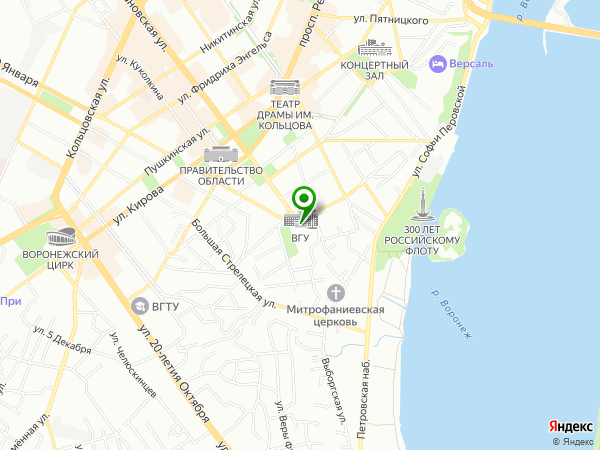 ул. Пятницкого
Никитинская ул.
просп. Ре
КОНЦЕРТНЫЙ
ЗАЛ
Версаль
ул. Куколкина
ул. Фридриха Энгельса
Января
Кольцовская ул.
ТЕАТР
ДРАМЫ ИМ.
КОЛЬЦОВА
ул. Софьи Перовской
Пушкинская ул.
ПРАВИТЕЛЬСТВО
ОБЛАСТИ
ул. Кирова
300 ЛЕТ
РОССИЙСКОМУ
ФЛОТУ
ВГУ
ВОРОНЕЖСКИЙ
ЦИРК
Большая Стрелецкая ул.
р. Воронеж
При
ВГТУ
Митрофаниевская
церковь
ул. 5 Декабря
ул. Челюскинцев
ул. 20-летия Октября
Выборгская ул.
Петровская наб.
ул. Веры Ф
Яндекс
Яндекс